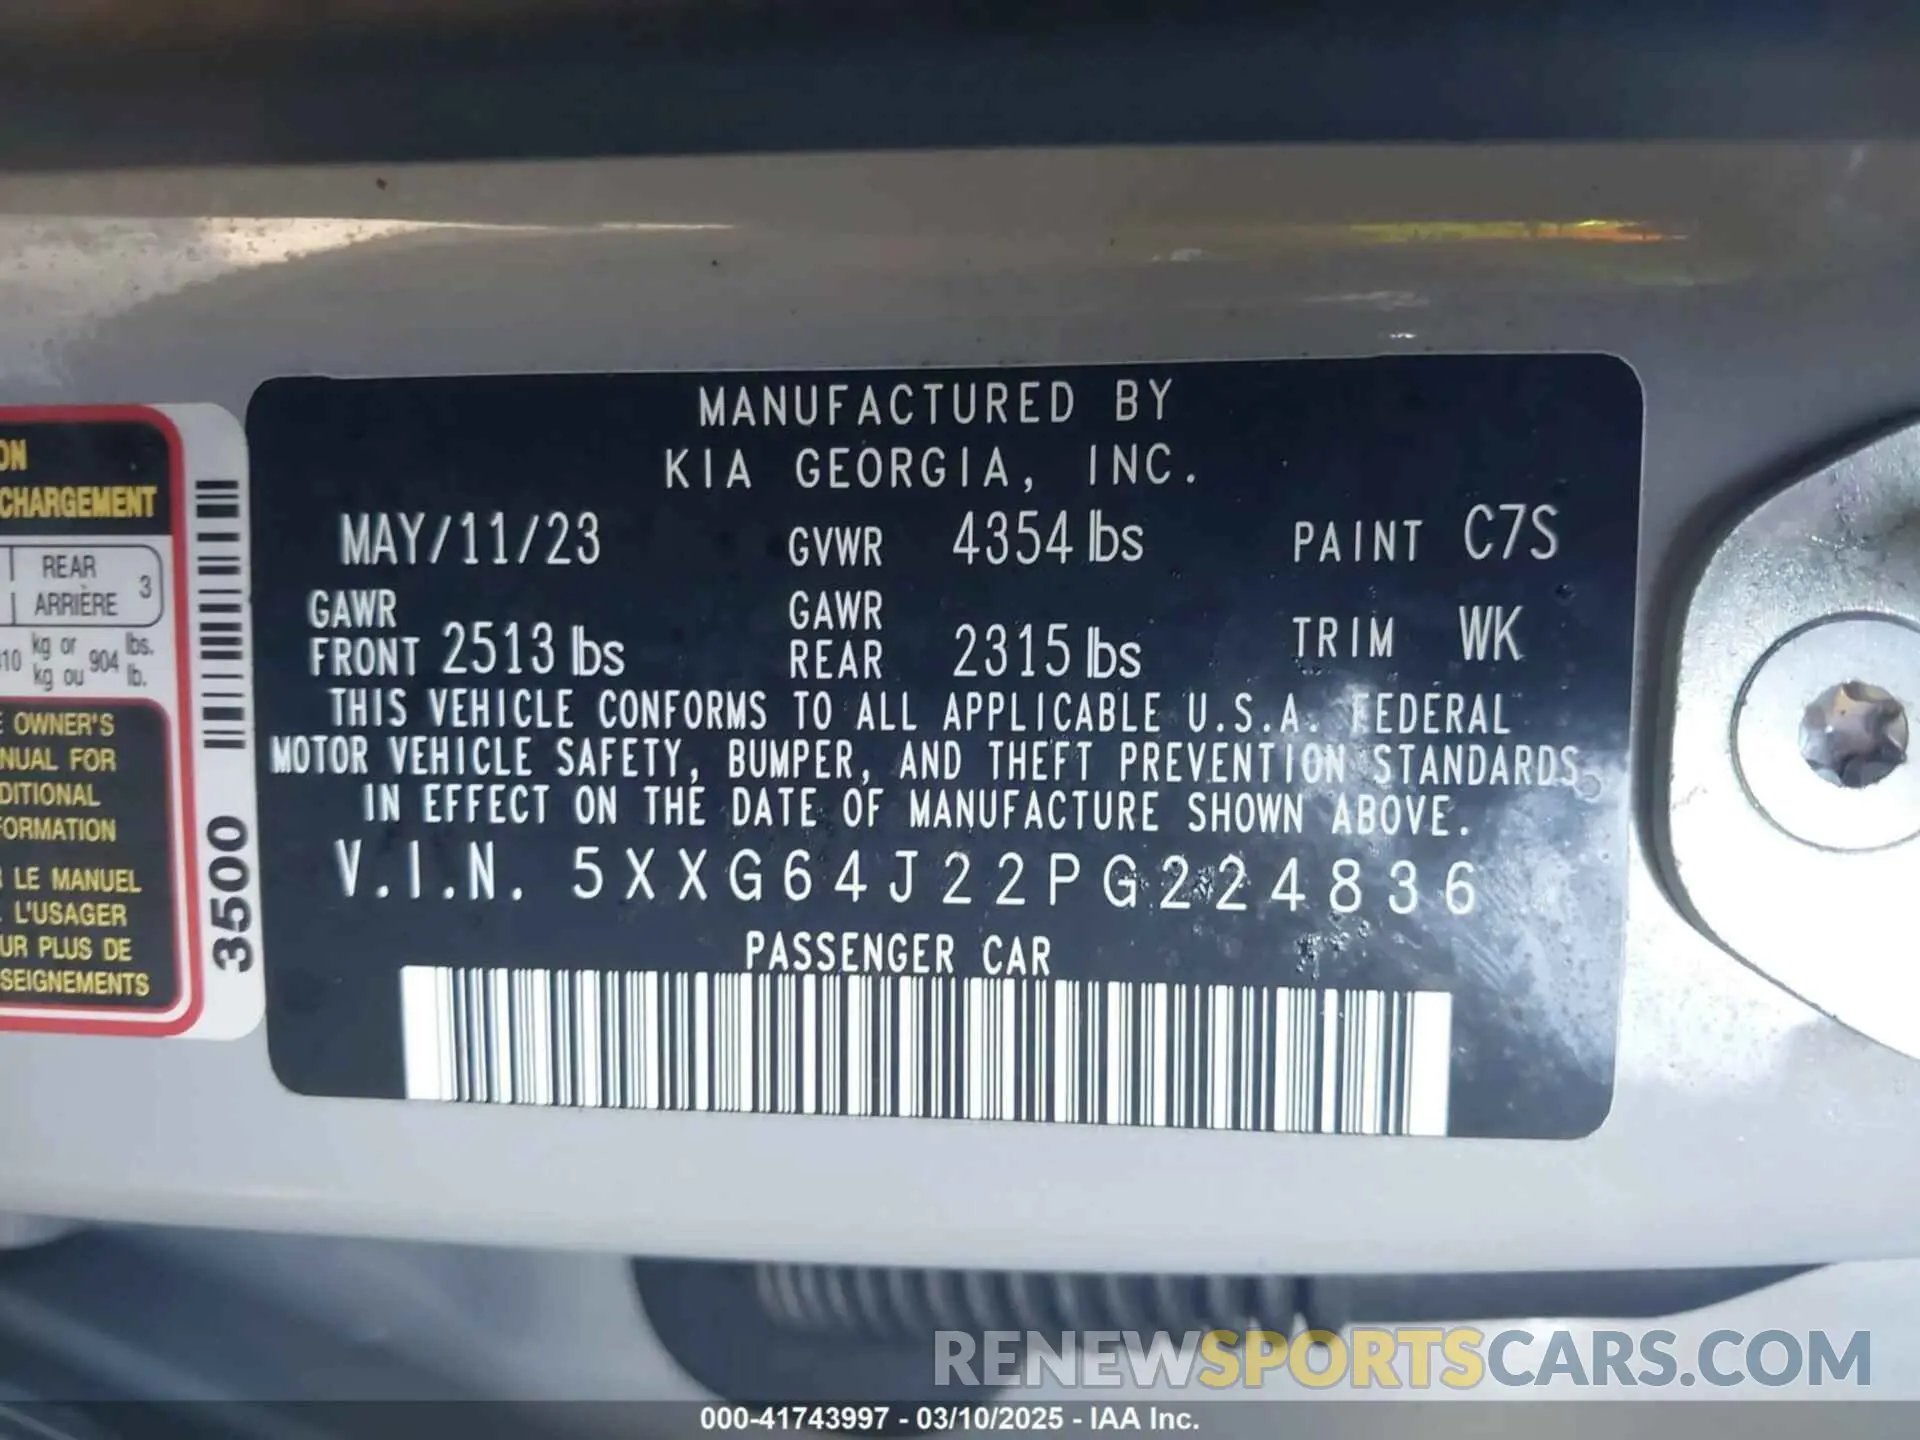 MANUFACTURED BY
KIA GEORGIA, INC.
MAY/11/23 GVWR 4354 lbs PAINT C7S
GAWR FRONT 2513 lbs GAWR REAR 2315 lbs TRIM WK
THIS VEHICLE CONFORMS TO ALL APPLICABLE U.S.A. FEDERAL
MOTOR VEHICLE SAFETY, BUMPER, AND THEFT PREVENTION STANDARDS
IN EFFECT ON THE DATE OF MANUFACTURE SHOWN ABOVE.
V.I.N. 5XXG64J22PG224836
PASSENGER CAR
ON
CHARGEMENT
REAR
ARRIÈRE 3
kg or 904 lbs.
kg ou lb.
OWNER'S
NUAL FOR
DITIONAL
FORMATION
LE MANUEL
L'USAGER
UR PLUS DE
SEIGNEMENTS
3500
RENEWSPORTSCARS.COM
000-41743997 - 03/10/2025 - IAA Inc.